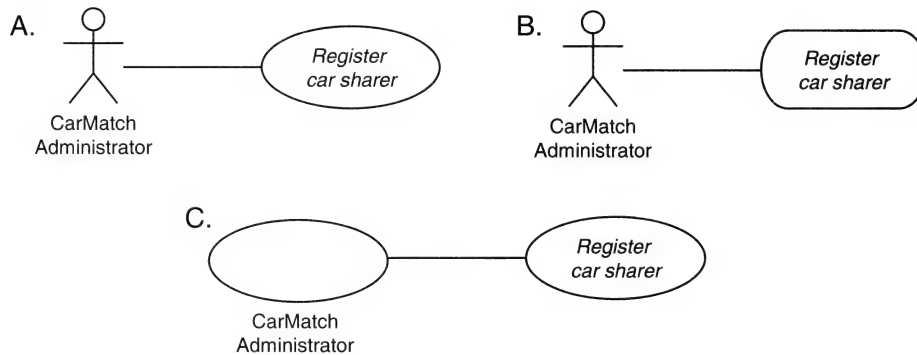 A.
Register
car sharer
CarMatch
Administrator
B.
Register
car sharer
CarMatch
Administrator
C.
Register
car sharer
CarMatch
Administrator